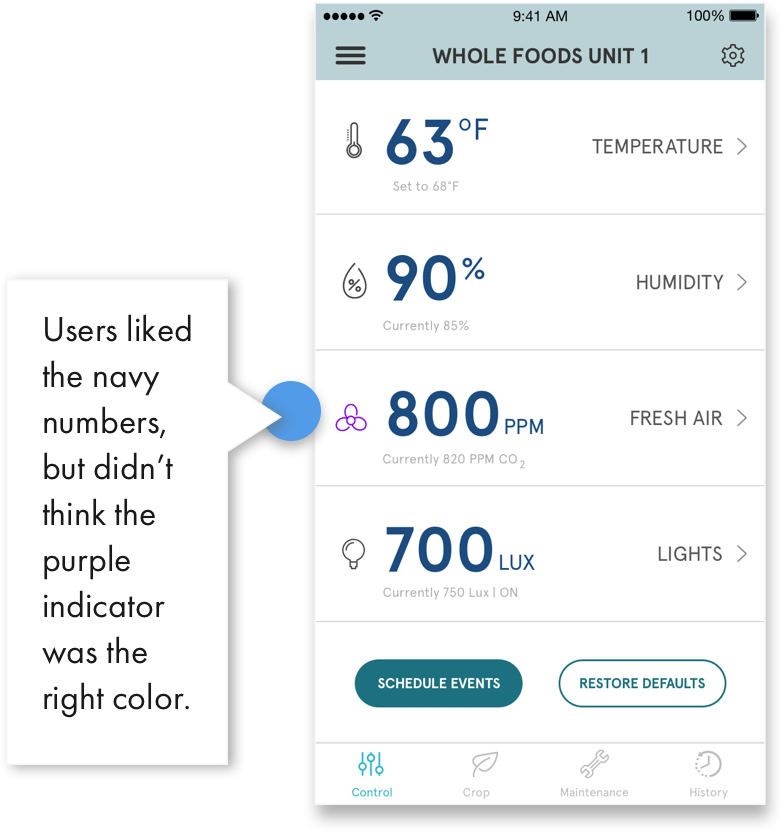 9:41 AM
100%
WHOLE FOODS UNIT 1
63°F
TEMPERATURE
Set to 68°F
90%
HUMIDITY
Currently 85%
Users liked
the navy
numbers,
but didn’t
think the
purple
indicator
was the
right color.
800 PPM
FRESH AIR
Currently 820 PPM CO2
700 LUX
LIGHTS
Currently 750 Lux | ON
SCHEDULE EVENTS
RESTORE DEFAULTS
Control
Crop
Maintenance
History